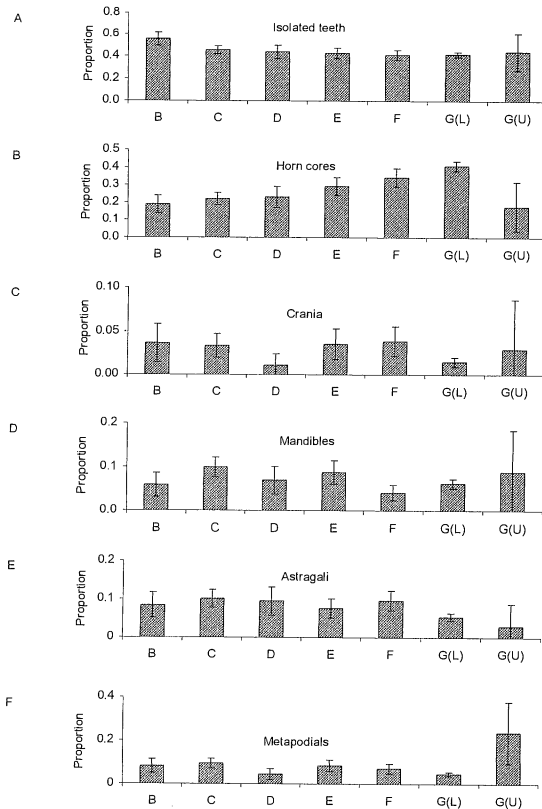 A
Isolated teeth
Proportion
0.8
0.6
0.4
0.2
0.0
B C D E F G(L) G(U)
B
Horn cores
Proportion
0.5
0.4
0.3
0.2
0.1
0.0
B C D E F G(L) G(U)
C
Crania
Proportion
0.10
0.05
0.00
B C D E F G(L) G(U)
D
Mandibles
Proportion
0.2
0.1
0.0
B C D E F G(L) G(U)
E
Astragali
Proportion
0.2
0.1
0
B C D E F G(L) G(U)
F
Metapodials
Proportion
0.4
0.2
0
B C D E F G(L) G(U)